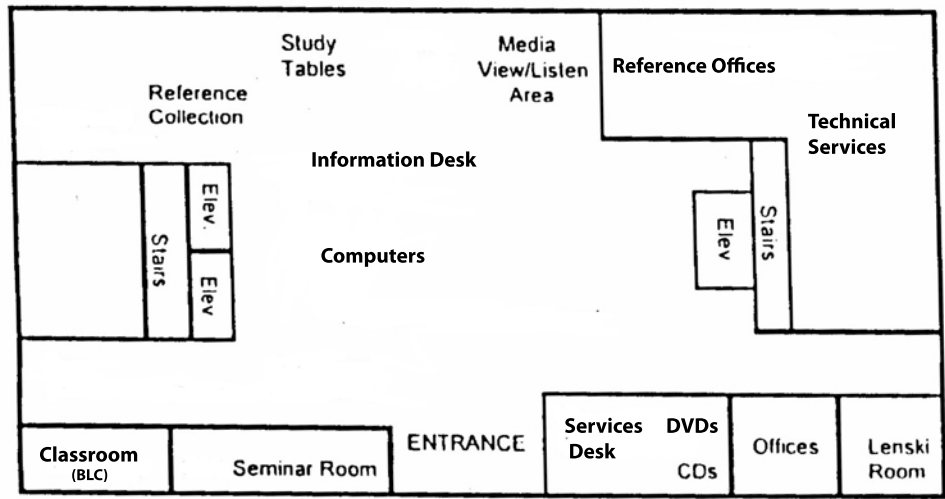 Study
Tables
Media
View/Listen
Area
Reference Offices
Reference
Collection
Technical
Services
Information Desk
Stairs
Elev.
Elev
Computers
Elev
Stairs
Classroom
(BLC)
Seminar Room
ENTRANCE
Services DVDs
Desk
CDs
Offices
Lenski
Room